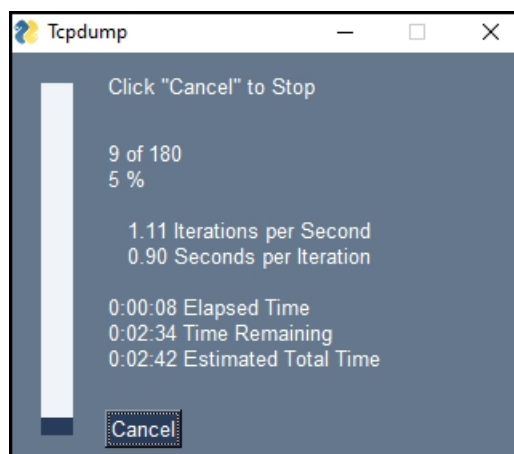 Tcpdump
Click "Cancel" to Stop
9 of 180
5 %
1.11 Iterations per Second
0.90 Seconds per Iteration
0:00:08 Elapsed Time
0:02:34 Time Remaining
0:02:42 Estimated Total Time
Cancel